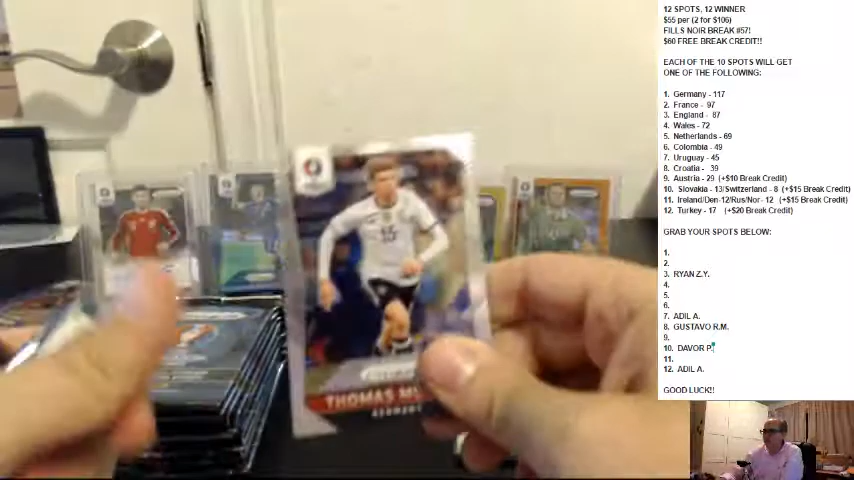 THOMAS
12 SPOTS, 12 WINNER
$55 per (2 for $106)
FILLS NOIR BREAK #57!
$60 FREE BREAK CREDIT!!
EACH OF THE 10 SPOTS WILL GET
ONE OF THE FOLLOWING:
1. Germany - 117
2. France - 97
3. England - 87
4. Wales - 72
5. Netherlands - 69
6. Colombia - 49
7. Uruguay - 45
8. Croatia - 39
9. Austria - 29 (+$10 Break Credit)
10. Slovakia - 13/Switzerland - 8 (+$15 Break Credit)
11. Ireland/Den-12/Rus/Nor- 12 (+$15 Break Credit)
12. Turkey - 17 (+$20 Break Credit)
GRAB YOUR SPOTS BELOW:
1.
2.
3. RYAN Z.Y.
4.
5.
6.
7. ADIL A.
8. GUSTAVO R.M.
9.
10. DAVOR P.
11.
12. ADIL A.
GOOD LUCK!!